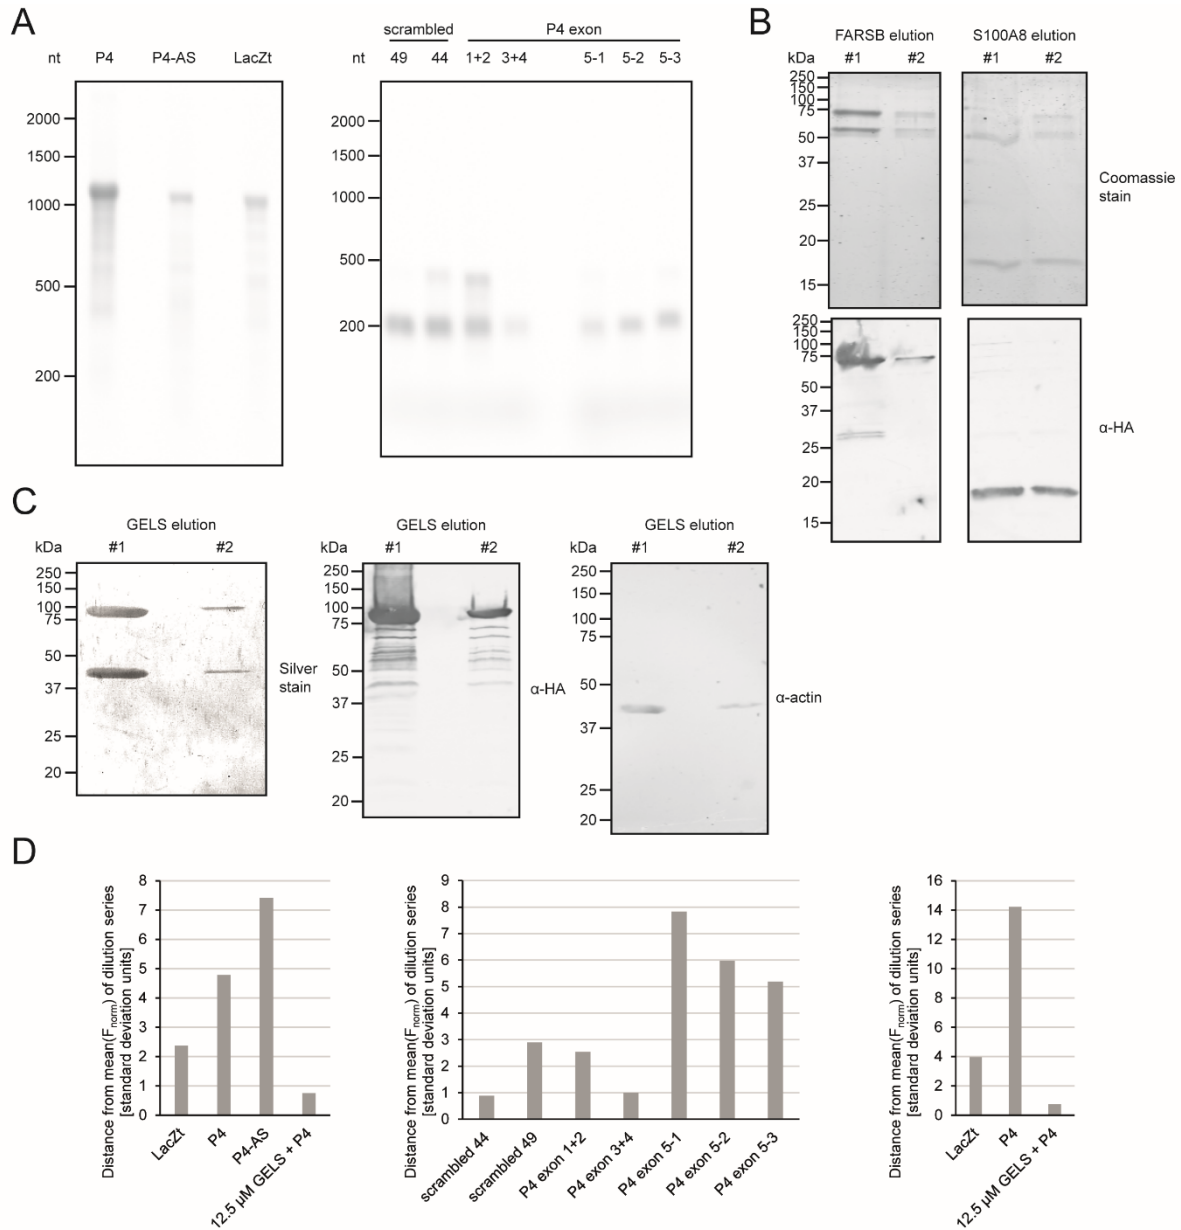 A
nt P4 P4-AS LacZt
2000
1500
1000
500
200
scrambled P4 exon
nt 49 44 1+2 3+4 5-1 5-2 5-3
2000
1500
1000
500
200
B
FARSB elution S100A8 elution
kDa #1 #2 #1 #2
250
150
100
75
50
37
25
20
15
Coomassie
stain
250
150
100
75
50
37
25
20
15
α-HA
C
GELS elution
kDa #1 #2
250
150
100
75
50
37
25
20
Silver
stain
GELS elution
kDa #1 #2
250
150
100
75
50
37
25
20
α-HA
GELS elution
kDa #1 #2
250
150
100
75
50
37
25
20
α-actin
D
Distance from mean(Fnorm) of dilution series
[standard deviation units]
8
7
6
5
4
3
2
1
0
LacZt
P4
P4-AS
12.5 µM GELS + P4
Distance from mean(Fnorm) of dilution series
[standard deviation units]
9
8
7
6
5
4
3
2
1
0
scrambled 44
scrambled 49
P4 exon 1+2
P4 exon 3+4
P4 exon 5-1
P4 exon 5-2
P4 exon 5-3
Distance from mean(Fnorm) of dilution series
[standard deviation units]
16
14
12
10
8
6
4
2
0
LacZt
P4
12.5 µM GELS + P4